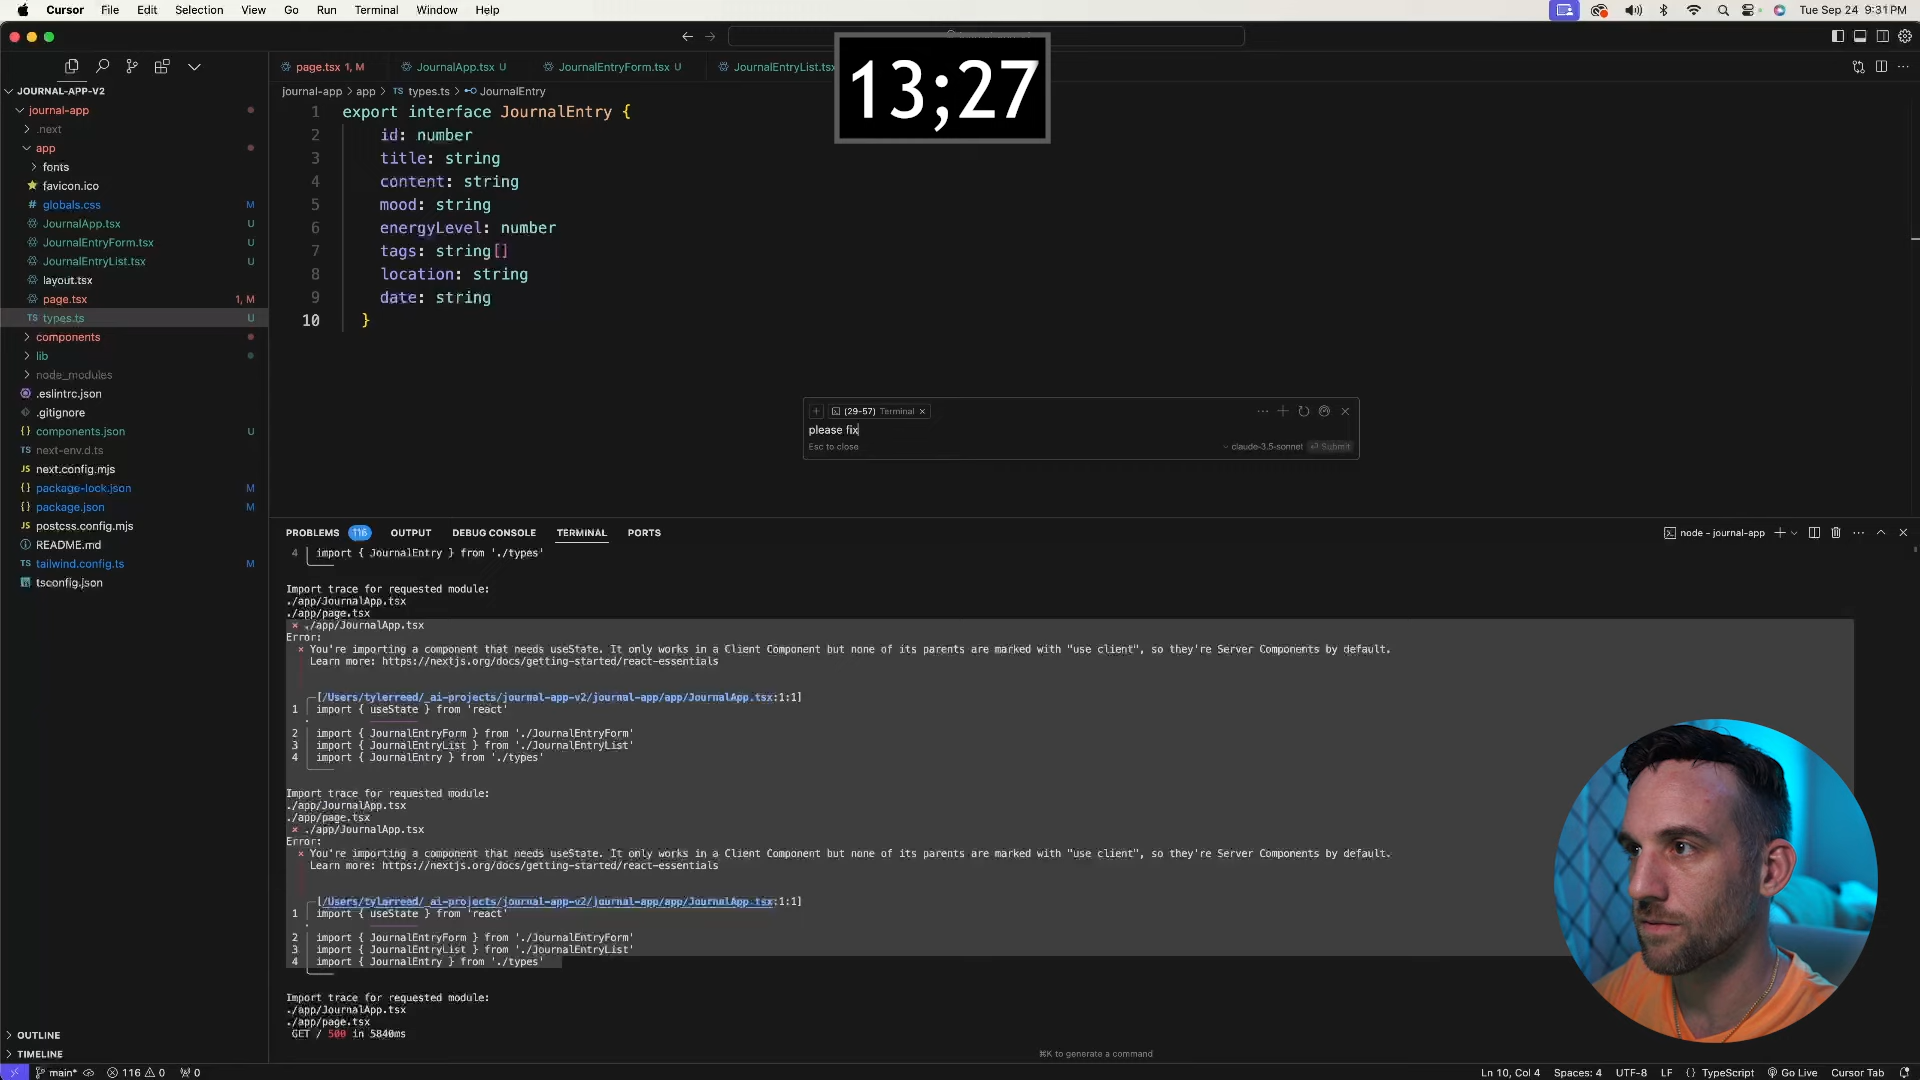 Cursor File Edit Selection View Go Run Terminal Window Help Tue Sep 24 9:31 PM
13;27
JOURNAL-APP-V2
journal-app
.next
app
fonts
favicon.ico
globals.css M
JournalApp.tsx U
JournalEntryForm.tsx U
JournalEntryList.tsx U
layout.tsx
page.tsx 1, M
TS types.ts U
components
lib
node_modules
.eslintrc.json
.gitignore
components.json U
TS next-env.d.ts
JS next.config.mjs
package-lock.json M
package.json M
JS postcss.config.mjs
README.md
TS tailwind.config.ts M
tsconfig.json
OUTLINE
TIMELINE
page.tsx 1, M JournalApp.tsx U JournalEntryForm.tsx U JournalEntryList.tsx
journal-app > app > TS types.ts > JournalEntry
1 export interface JournalEntry {
2 id: number
3 title: string
4 content: string
5 mood: string
6 energyLevel: number
7 tags: string[]
8 location: string
9 date: string
10 }
+ (29-57) Terminal ×
please fix
Esc to close claude-3.5-sonnet Submit
PROBLEMS 116 OUTPUT DEBUG CONSOLE TERMINAL PORTS node - journal-app
4 import { JournalEntry } from './types'
Import trace for requested module:
./app/JournalApp.tsx
./app/page.tsx
× ./app/JournalApp.tsx
Error:
× You're importing a component that needs useState. It only works in a Client Component but none of its parents are marked with "use client", so they're Server Components by default.
Learn more: https://nextjs.org/docs/getting-started/react-essentials
[/Users/tylerreed/_ai-projects/journal-app-v2/journal-app/app/JournalApp.tsx:1:1]
1 import { useState } from 'react'
2 import { JournalEntryForm } from './JournalEntryForm'
3 import { JournalEntryList } from './JournalEntryList'
4 import { JournalEntry } from './types'
Import trace for requested module:
./app/JournalApp.tsx
./app/page.tsx
× ./app/JournalApp.tsx
Error:
× You're importing a component that needs useState. It only works in a Client Component but none of its parents are marked with "use client", so they're Server Components by default.
Learn more: https://nextjs.org/docs/getting-started/react-essentials
[/Users/tylerreed/_ai-projects/journal-app-v2/journal-app/app/JournalApp.tsx:1:1]
1 import { useState } from 'react'
2 import { JournalEntryForm } from './JournalEntryForm'
3 import { JournalEntryList } from './JournalEntryList'
4 import { JournalEntry } from './types'
Import trace for requested module:
./app/JournalApp.tsx
./app/page.tsx
GET / 500 in 5840ms
⌘K to generate a command
main* 116 0 0 Ln 10, Col 4 Spaces: 4 UTF-8 LF {} TypeScript Go Live Cursor Tab